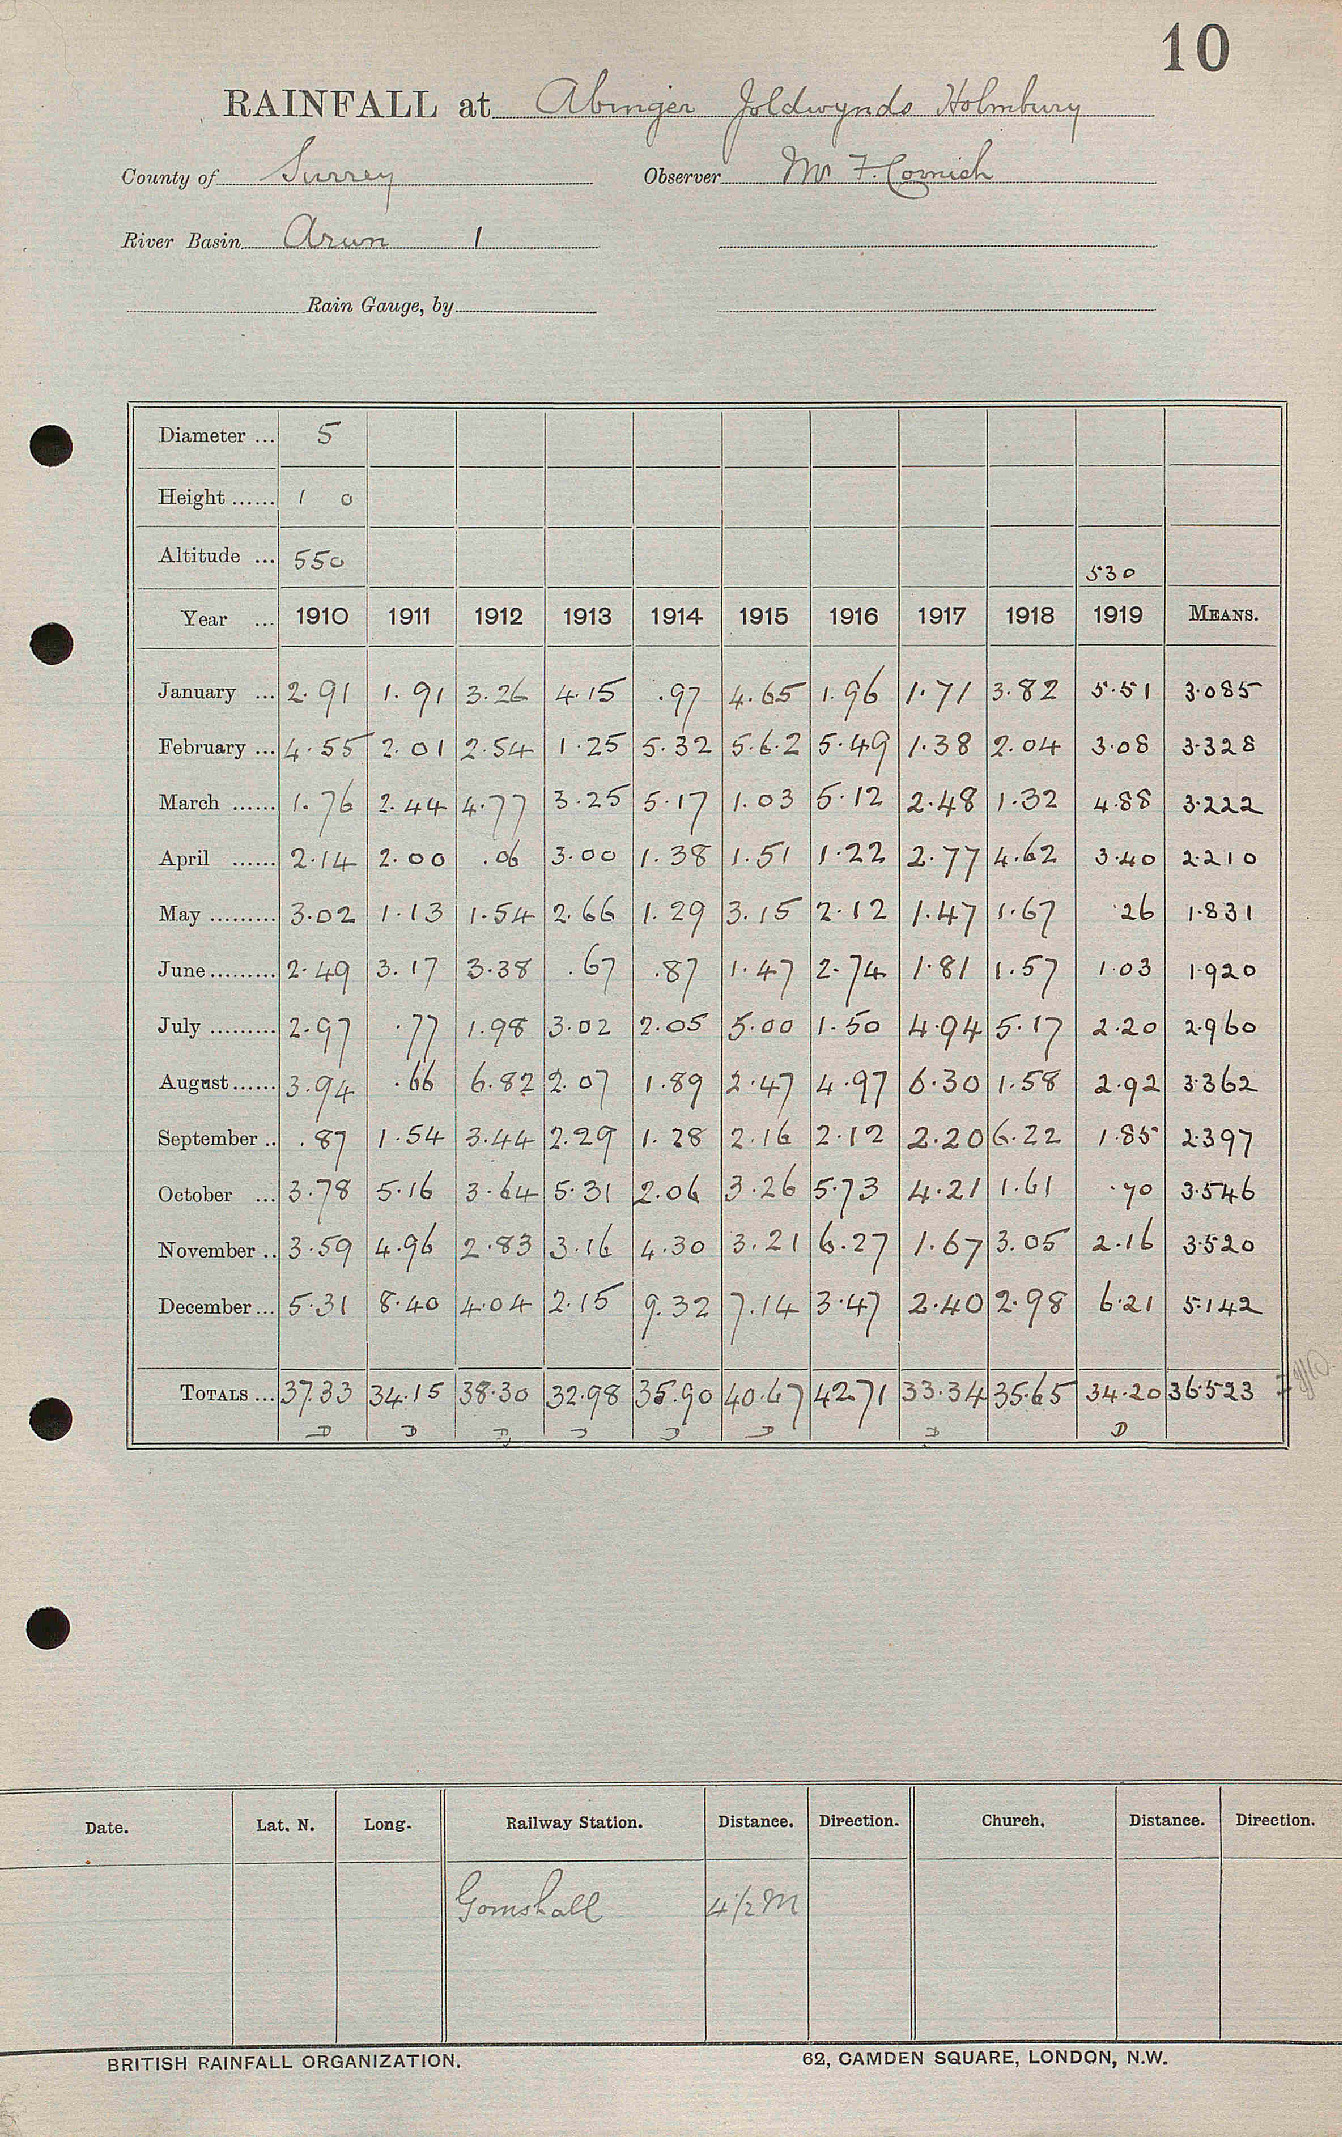 10
RAINFALL at Abinger Joldwynds Holmbury
County of Surrey Observer Mr F. Cornish
River Basin Arun 1
Rain Gauge, by
Diameter ... 5
Height ...... 1 0
Altitude ... 550 530
Year ... 1910 1911 1912 1913 1914 1915 1916 1917 1918 1919 MEANS.
January ... 2.91 1.91 3.26 4.15 .97 4.65 1.96 1.71 3.82 5.51 3.085
February ... 4.55 2.01 2.54 1.25 5.32 5.62 5.49 1.38 2.04 3.08 3.328
March ...... 1.76 2.44 4.77 3.25 5.17 1.03 5.12 2.48 1.32 4.88 3.222
April ...... 2.14 2.00 .06 3.00 1.38 1.51 1.22 2.77 4.62 3.40 2.210
May ......... 3.02 1.13 1.54 2.66 1.29 3.15 2.12 1.47 1.67 .26 1.831
June......... 2.49 3.17 3.38 .67 .87 1.47 2.74 1.81 1.57 1.03 1.920
July ......... 2.97 .77 1.98 3.02 2.05 5.00 1.50 4.94 5.17 2.20 2.960
August...... 3.94 .66 6.82 2.07 1.89 2.47 4.97 6.30 1.58 2.92 3.362
September .. .87 1.54 3.44 2.29 1.28 2.16 2.12 2.20 6.22 1.85 2.397
October ... 3.78 5.16 3.64 5.31 2.06 3.26 5.73 4.21 1.61 .70 3.546
November .. 3.59 4.96 2.83 3.16 4.30 3.21 6.27 1.67 3.05 2.16 3.520
December... 5.31 8.40 4.04 2.15 9.32 7.14 3.47 2.40 2.98 6.21 5.142
TOTALS ... 37.33 34.15 38.30 32.98 35.90 40.67 42.71 33.34 35.65 34.20 36.523
D D D D D D D D
Date. Lat. N. Long. Railway Station. Distance. Direction. Church. Distance. Direction.
Gomshall 4 1/2 M
BRITISH RAINFALL ORGANIZATION. 62, CAMDEN SQUARE, LONDON, N.W.